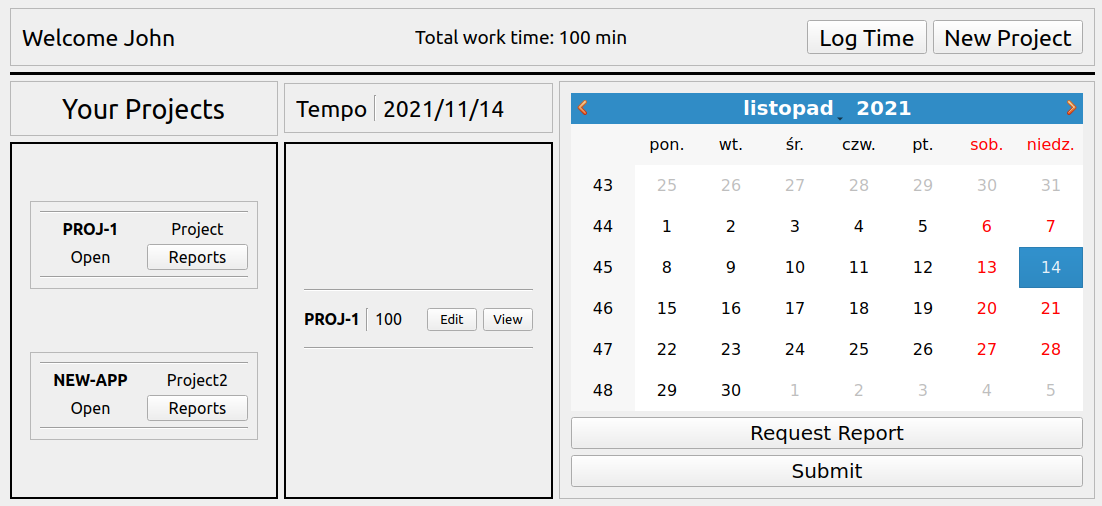 Welcome John
Total work time: 100 min
Log Time
New Project
Your Projects
PROJ-1 Project
Open Reports
NEW-APP Project2
Open Reports
Tempo 2021/11/14
PROJ-1 100 Edit View
listopad 2021
pon. wt. śr. czw. pt. sob. niedz.
43 25 26 27 28 29 30 31
44 1 2 3 4 5 6 7
45 8 9 10 11 12 13 14
46 15 16 17 18 19 20 21
47 22 23 24 25 26 27 28
48 29 30 1 2 3 4 5
Request Report
Submit